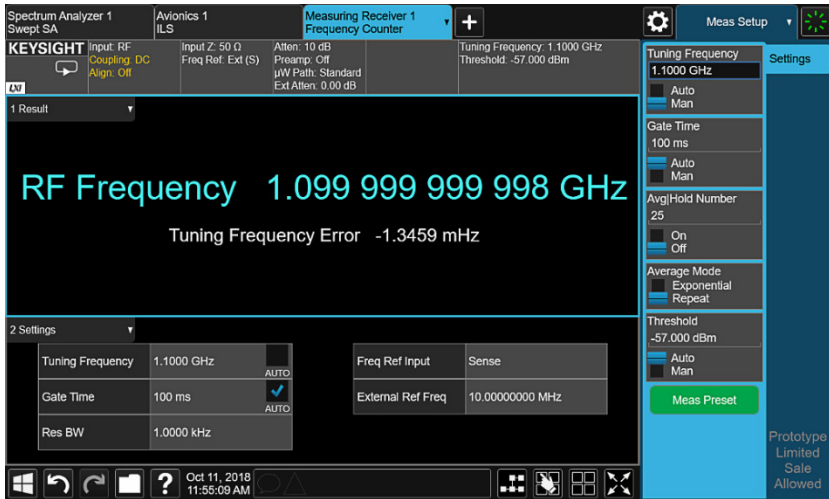 Spectrum Analyzer 1
Swept SA
Avionics 1
ILS
Measuring Receiver 1
Frequency Counter
Meas Setup
KEYSIGHT
LXI
Input: RF
Coupling: DC
Align: Off
Input Z: 50 Ω
Freq Ref: Ext (S)
Atten: 10 dB
Preamp: Off
µW Path: Standard
Ext Atten: 0.00 dB
Tuning Frequency: 1.1000 GHz
Threshold: -57.000 dBm
1 Result
RF Frequency 1.099 999 999 998 GHz
Tuning Frequency Error -1.3459 mHz
2 Settings
Tuning Frequency 1.1000 GHz
AUTO
Gate Time 100 ms
AUTO
Res BW 1.0000 kHz
Freq Ref Input Sense
External Ref Freq 10.00000000 MHz
Oct 11, 2018
11:55:09 AM
Tuning Frequency
1.1000 GHz
Auto
Man
Gate Time
100 ms
Auto
Man
Avg|Hold Number
25
On
Off
Average Mode
Exponential
Repeat
Threshold
-57.000 dBm
Auto
Man
Meas Preset
Settings
Prototype
Limited
Sale
Allowed